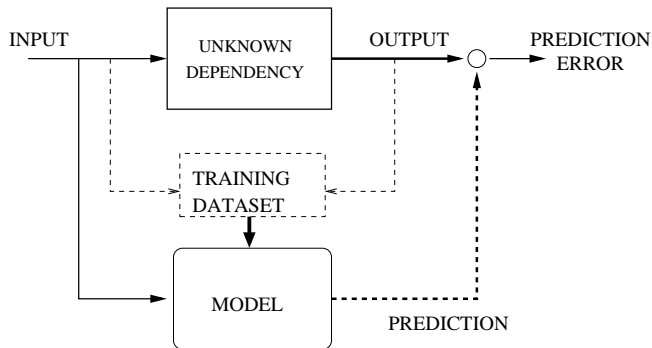 INPUT
UNKNOWN
DEPENDENCY
OUTPUT
PREDICTION
ERROR
TRAINING
DATASET
MODEL
PREDICTION